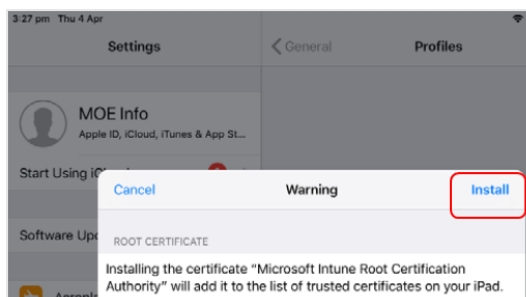 3:27 pm Thu 4 Apr
Settings
General
Profiles
MOE Info
Apple ID, iCloud, iTunes & App St...
Start Using
Cancel
Warning
Install
Software
ROOT CERTIFICATE
Installing the certificate “Microsoft Intune Root Certification
Authority” will add it to the list of trusted certificates on your iPad.